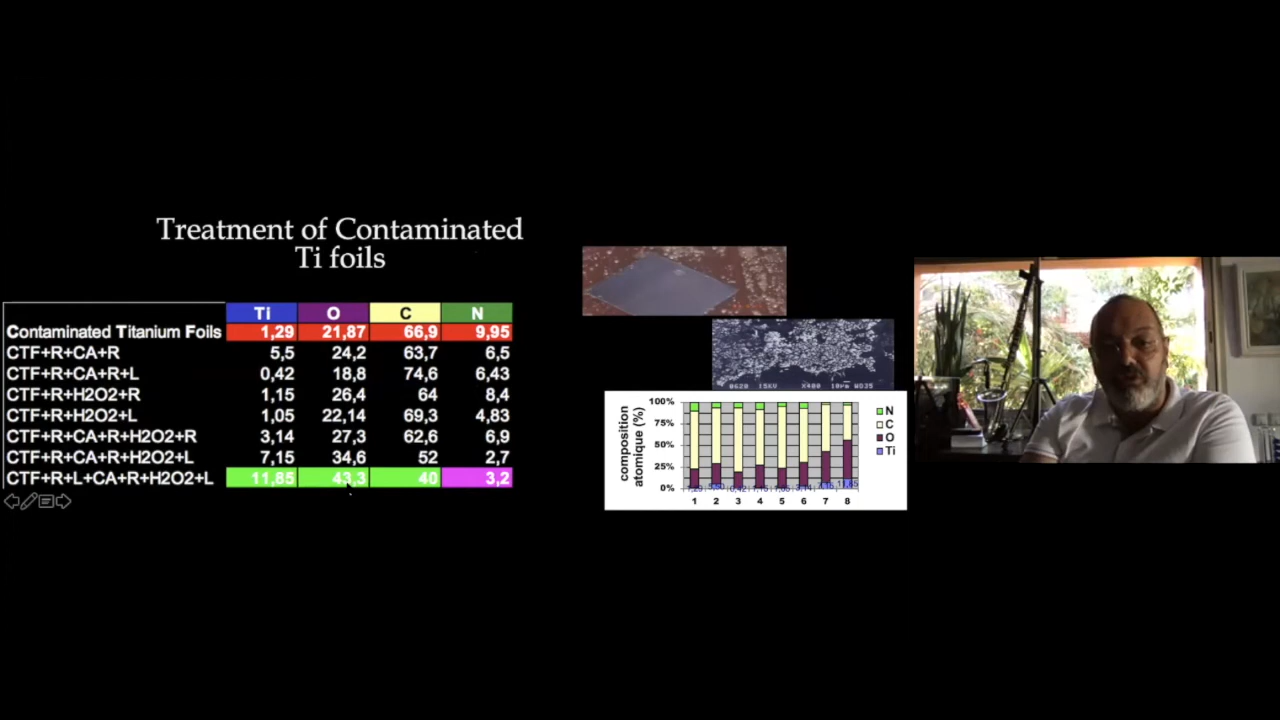 Treatment of Contaminated
Ti foils
Ti O C N
Contaminated Titanium Foils 1,29 21,87 66,9 9,95
CTF+R+CA+R 5,5 24,2 63,7 6,5
CTF+R+CA+R+L 0,42 18,8 74,6 6,43
CTF+R+H2O2+R 1,15 26,4 64 8,4
CTF+R+H2O2+L 1,05 22,14 69,3 4,83
CTF+R+CA+R+H2O2+R 3,14 27,3 62,6 6,9
CTF+R+CA+R+H2O2+L 7,15 34,6 52 2,7
CTF+R+L+CA+R+H2O2+L 11,85 43,3 40 3,2
15KV X480 10µm WD35
composition
atomique (%)
100%
75%
50%
25%
0%
1 2 3 4 5 6 7 8
N
C
O
Ti